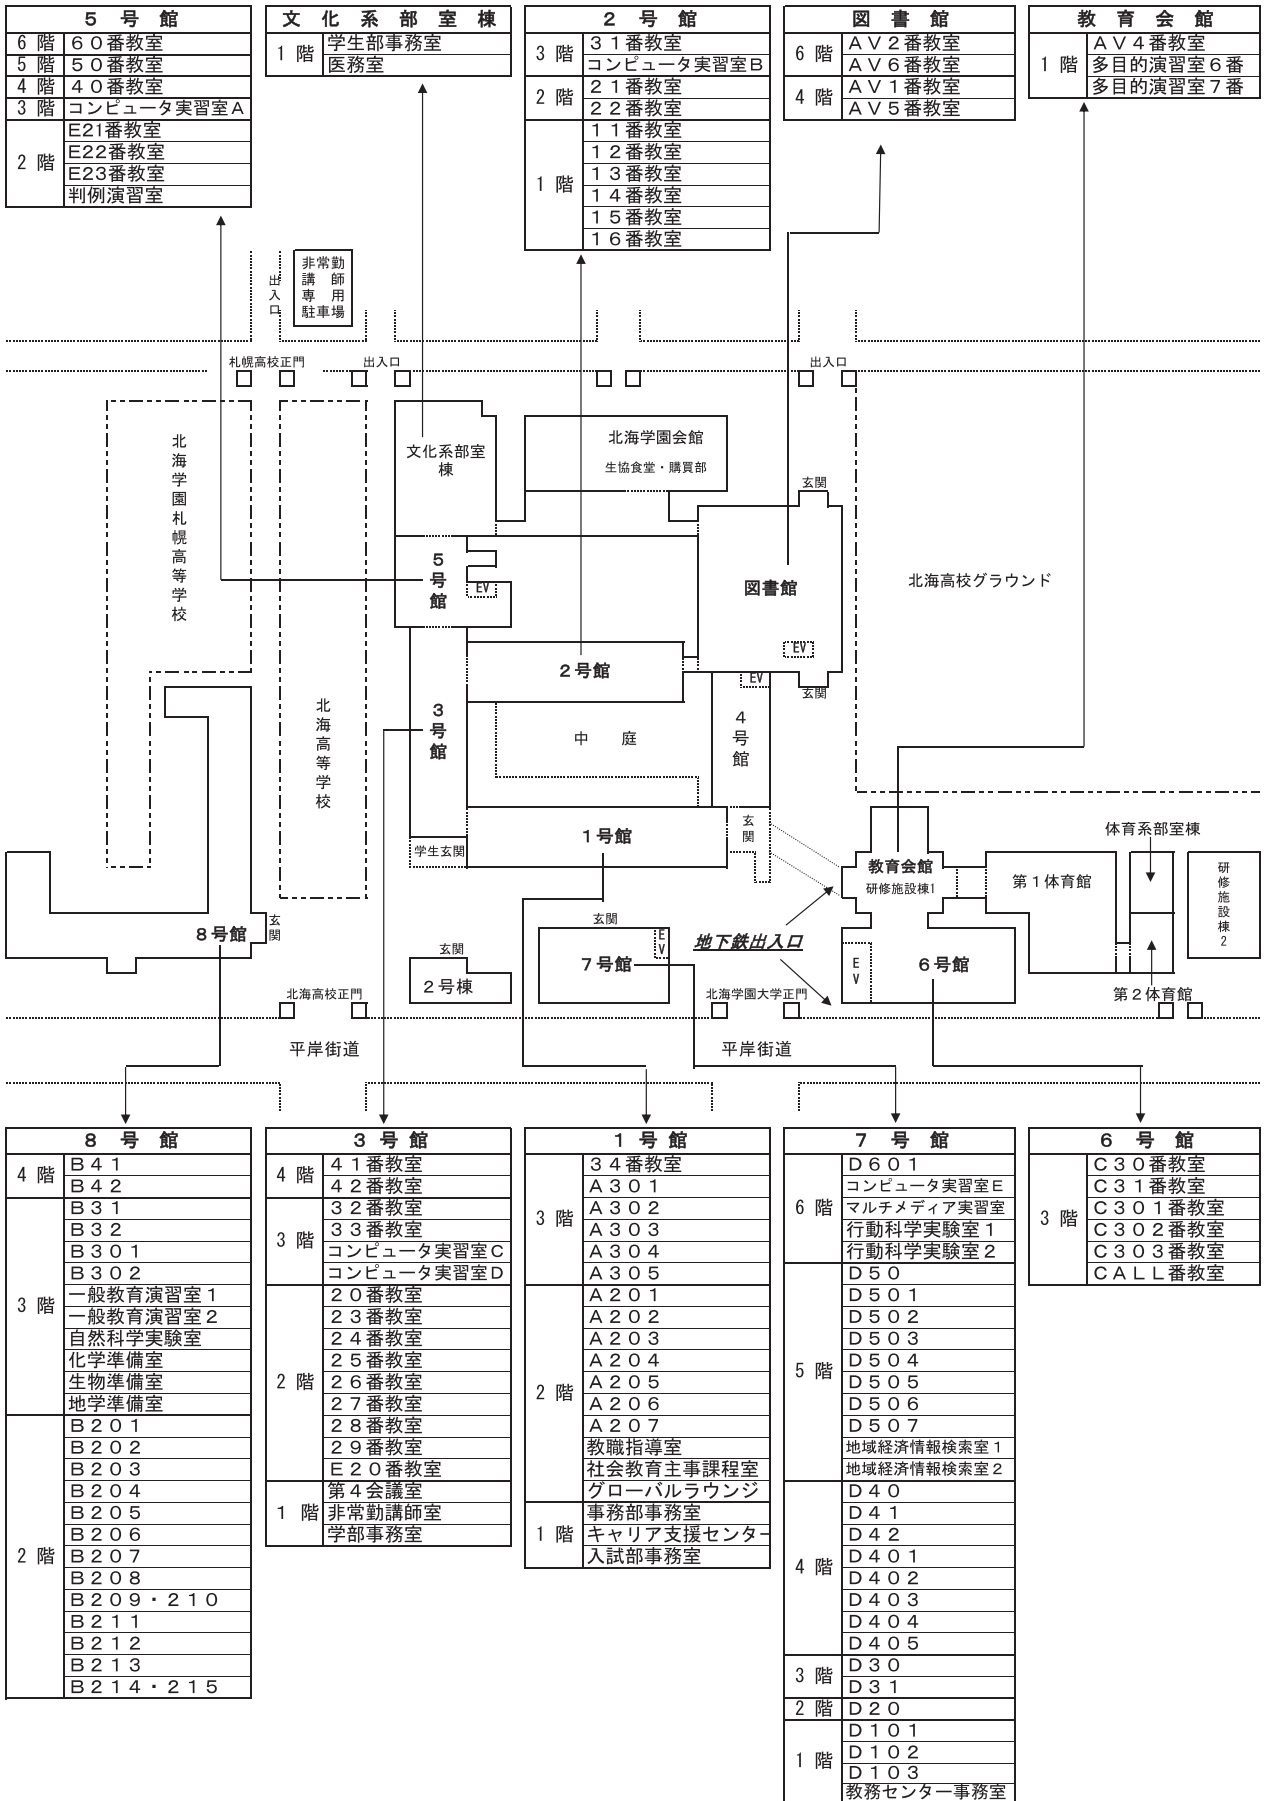 ５　号　館
６ 階
６０番教室
５ 階
５０番教室
４ 階
４０番教室
３ 階
コンピュータ実習室Ａ
２ 階
E21番教室
E22番教室
E23番教室
判例演習室
文　化　系　部　室　棟
１ 階
学生部事務室
医務室
２　号　館
３ 階
３１番教室
コンピュータ実習室Ｂ
２ 階
２１番教室
２２番教室
１ 階
１１番教室
１２番教室
１３番教室
１４番教室
１５番教室
１６番教室
図　書　館
６ 階
ＡＶ２番教室
ＡＶ６番教室
４ 階
ＡＶ１番教室
ＡＶ５番教室
教　育　会　館
１ 階
ＡＶ４番教室
多目的演習室６番
多目的演習室７番
出入口
非常勤
講　師
専　用
駐車場
札幌高校正門
出入口
出入口
北海学園札幌高等学校
文化系部室
棟
北海学園会館
生協食堂・購買部
玄関
５号館
EV
図書館
北海高校グラウンド
EV
２号館
EV
玄関
北海高等学校
３号館
中　庭
４号館
１号館
玄関
学生玄関
教育会館
研修施設棟1
第１体育館
体育系部室棟
研修施設棟2
８号館
玄関
玄関
２号棟
玄関
EV
７号館
地下鉄出入口
EV
６号館
第２体育館
北海高校正門
北海学園大学正門
平岸街道
平岸街道
８　号　館
４ 階
Ｂ４１
Ｂ４２
３ 階
Ｂ３１
Ｂ３２
Ｂ３０１
Ｂ３０２
一般教育演習室１
一般教育演習室２
自然科学実験室
化学準備室
生物準備室
地学準備室
２ 階
Ｂ２０１
Ｂ２０２
Ｂ２０３
Ｂ２０４
Ｂ２０５
Ｂ２０６
Ｂ２０７
Ｂ２０８
Ｂ２０９・２１０
Ｂ２１１
Ｂ２１２
Ｂ２１３
Ｂ２１４・２１５
３ 号 館
４ 階
４１番教室
４２番教室
３ 階
３２番教室
３３番教室
コンピュータ実習室Ｃ
コンピュータ実習室Ｄ
２ 階
２０番教室
２３番教室
２４番教室
２５番教室
２６番教室
２７番教室
２８番教室
２９番教室
Ｅ２０番教室
１ 階
第４会議室
非常勤講師室
学部事務室
１ 号 館
３ 階
３４番教室
Ａ３０１
Ａ３０２
Ａ３０３
Ａ３０４
Ａ３０５
２ 階
Ａ２０１
Ａ２０２
Ａ２０３
Ａ２０４
Ａ２０５
Ａ２０６
Ａ２０７
教職指導室
社会教育主事課程室
グローバルラウンジ
１ 階
事務部事務室
キャリア支援センター
入試部事務室
７　号　館
６ 階
Ｄ６０１
コンピュータ実習室Ｅ
マルチメディア実習室
行動科学実験室１
行動科学実験室２
５ 階
Ｄ５０
Ｄ５０１
Ｄ５０２
Ｄ５０３
Ｄ５０４
Ｄ５０５
Ｄ５０６
Ｄ５０７
地域経済情報検索室１
地域経済情報検索室２
４ 階
Ｄ４０
Ｄ４１
Ｄ４２
Ｄ４０１
Ｄ４０２
Ｄ４０３
Ｄ４０４
Ｄ４０５
３ 階
Ｄ３０
Ｄ３１
２ 階
Ｄ２０
１ 階
Ｄ１０１
Ｄ１０２
Ｄ１０３
教務センター事務室
６　号　館
３ 階
Ｃ３０番教室
Ｃ３１番教室
Ｃ３０１番教室
Ｃ３０２番教室
Ｃ３０３番教室
ＣＡＬＬ番教室